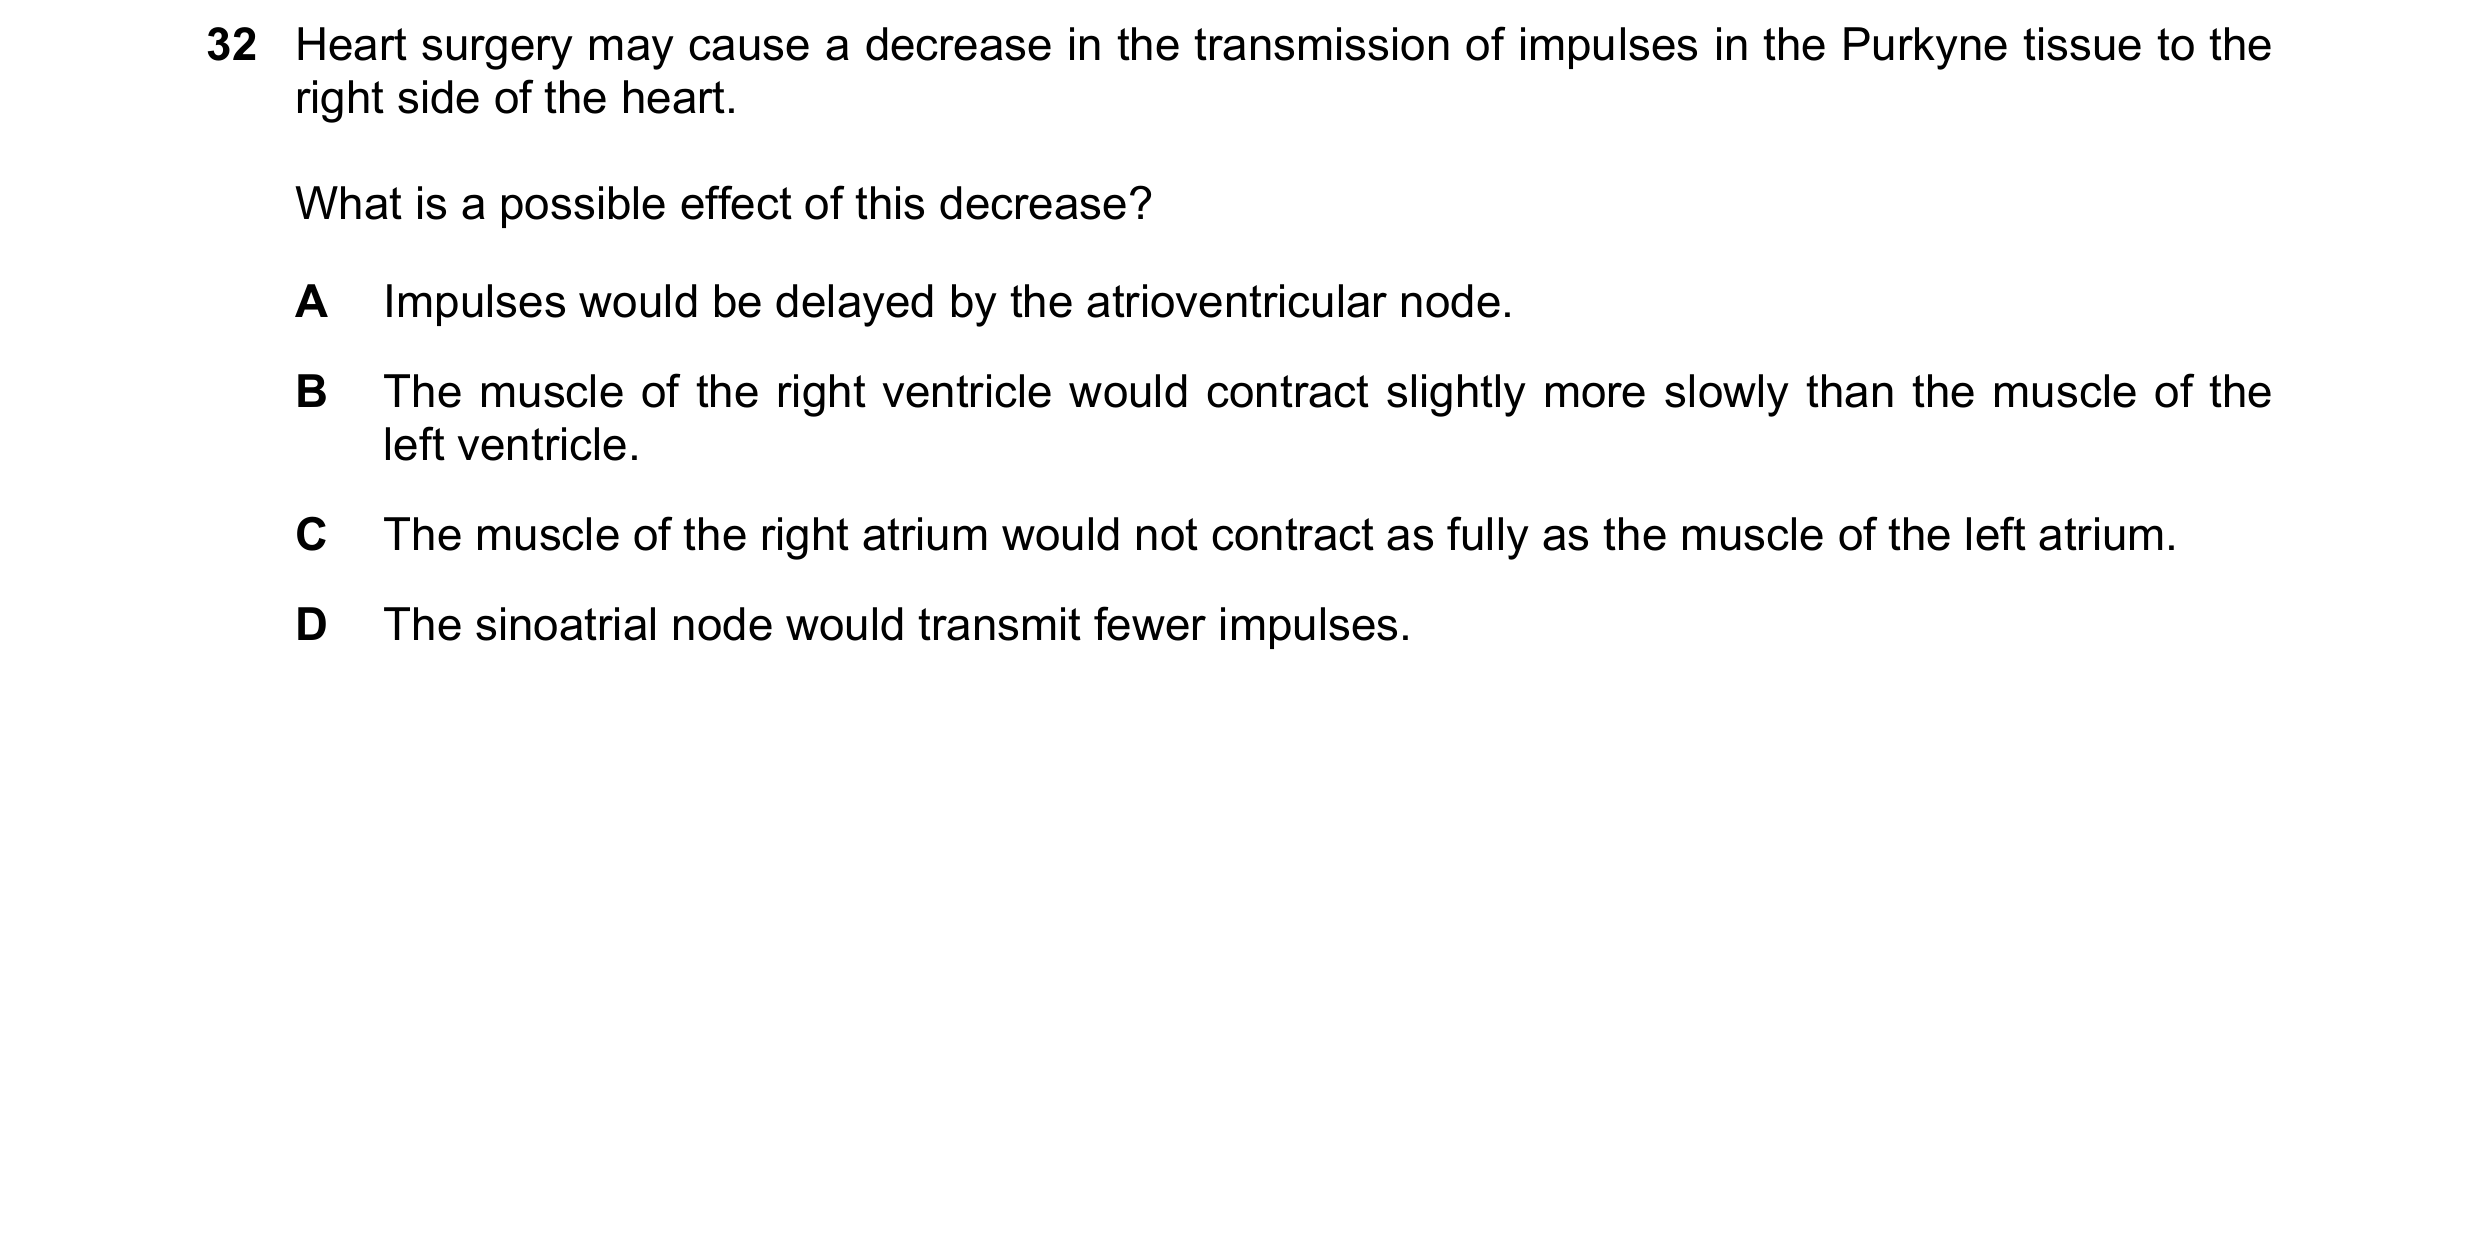 32 Heart surgery may cause a decrease in the transmission of impulses in the Purkyne tissue to the
right side of the heart.
What is a possible effect of this decrease?
A Impulses would be delayed by the atrioventricular node.
B The muscle of the right ventricle would contract slightly more slowly than the muscle of the
left ventricle.
C The muscle of the right atrium would not contract as fully as the muscle of the left atrium.
D The sinoatrial node would transmit fewer impulses.